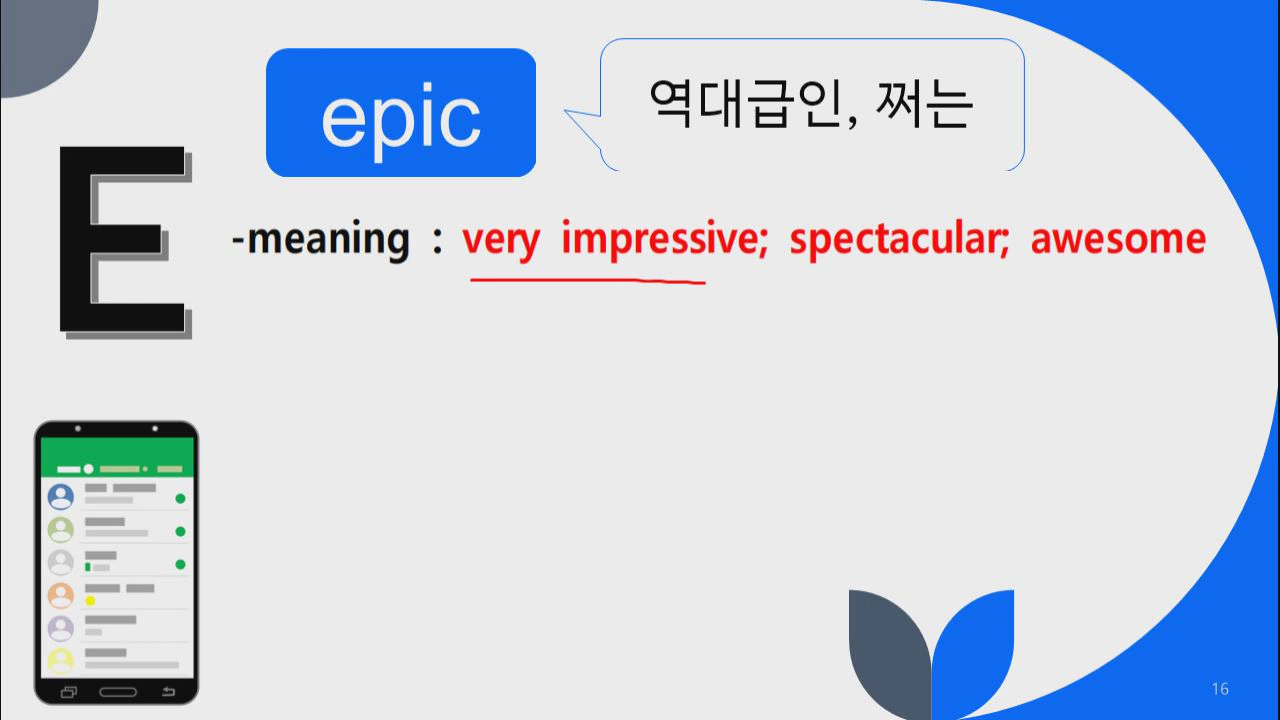 epic
역대급인, 쩌는
E
-meaning : very impressive; spectacular; awesome
16